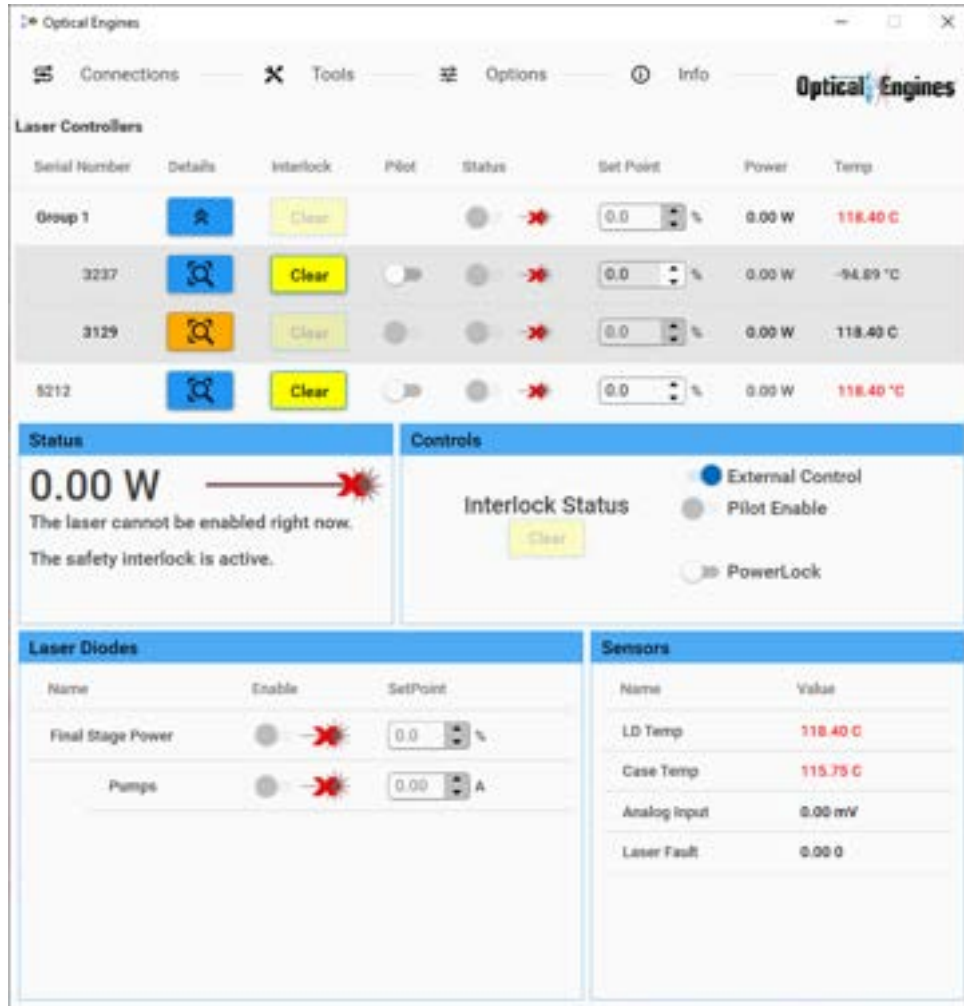 Optical Engines
Connections Tools Options Info Optical Engines
Laser Controllers
Serial Number Details Interlock Pilot Status Set Point Power Temp
Group 1 Clear 0.0 % 0.00 W 118.40 C
3237 Clear 0.0 % 0.00 W -94.89 °C
3129 Clear 0.0 % 0.00 W 118.40 C
5212 Clear 0.0 % 0.00 W 118.40 °C
Status Controls
0.00 W
The laser cannot be enabled right now.
The safety interlock is active.
Interlock Status
Clear
External Control
Pilot Enable
PowerLock
Laser Diodes
Name Enable SetPoint
Final Stage Power 0.0 %
Pumps 0.00 A
Sensors
Name Value
LD Temp 118.40 C
Case Temp 115.75 C
Analog Input 0.00 mV
Laser Fault 0.00 0